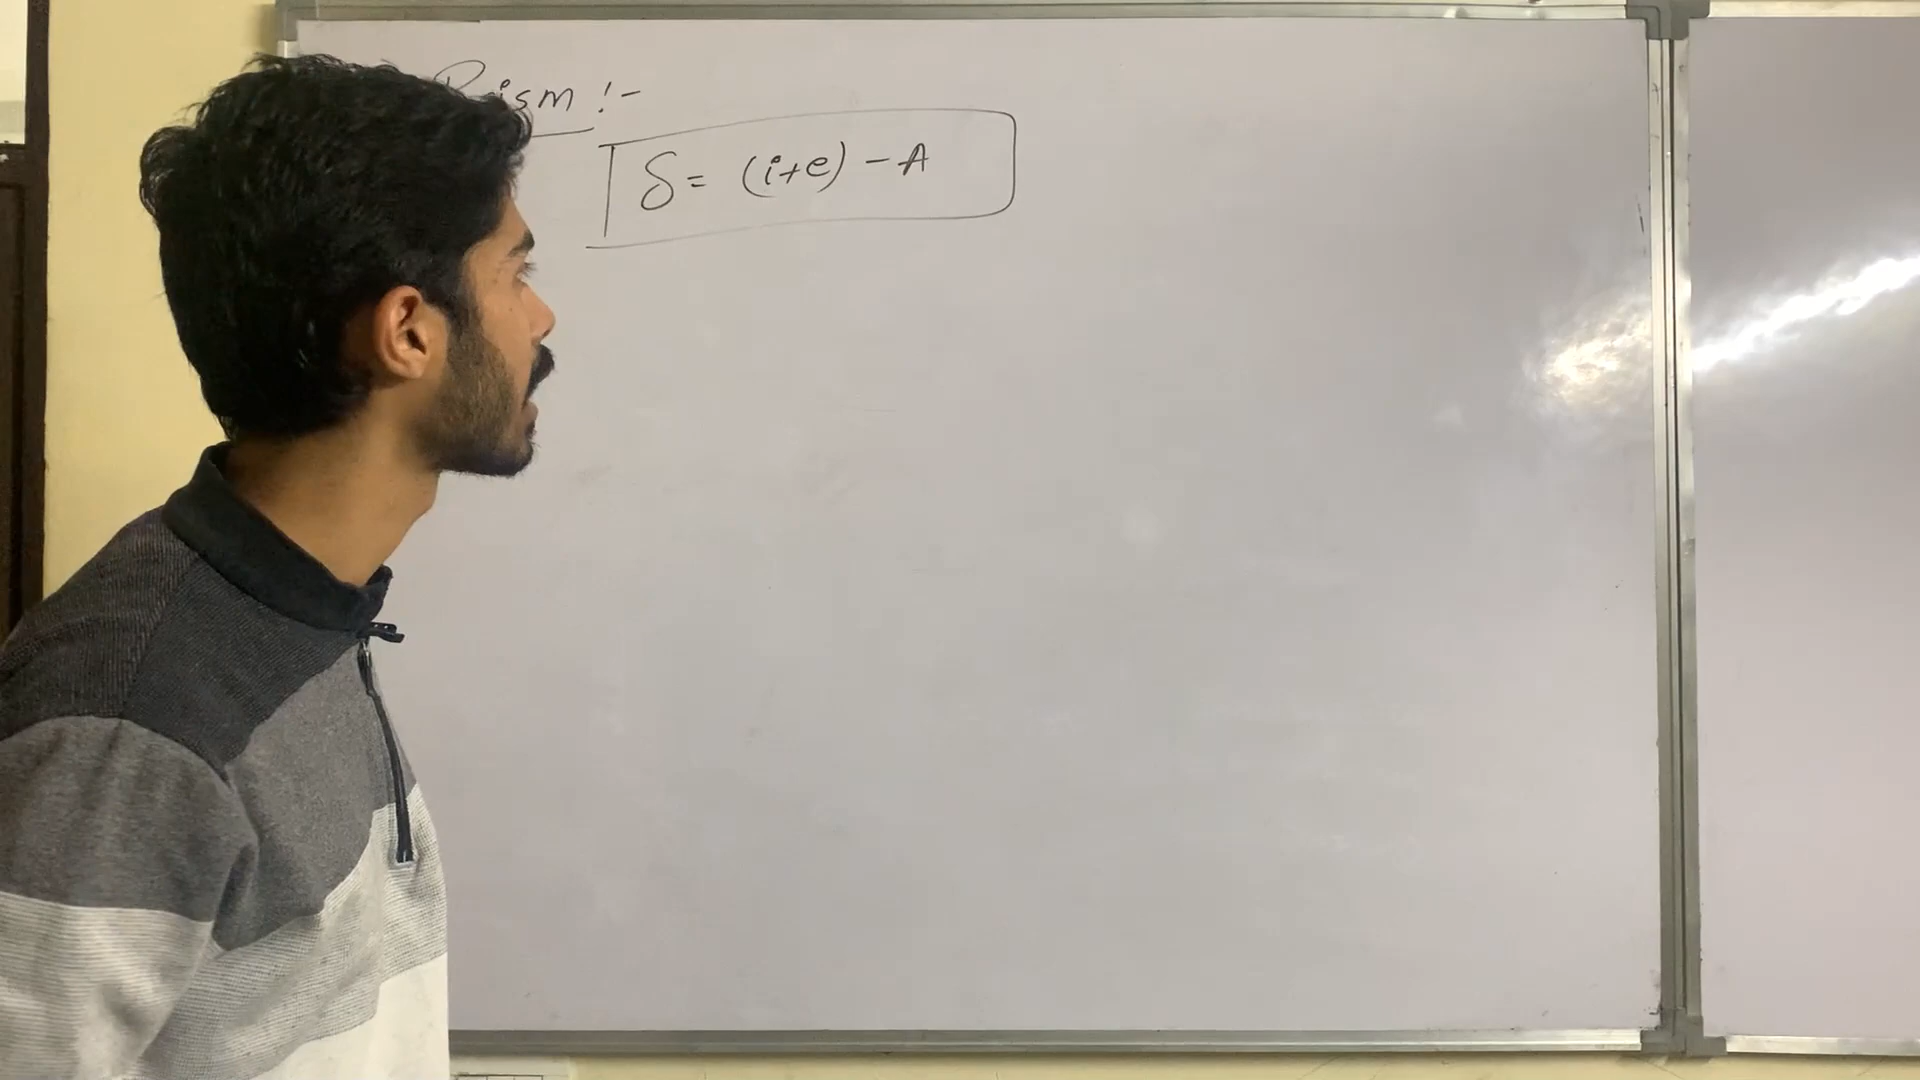 Prism :-
δ = (i+e) - A